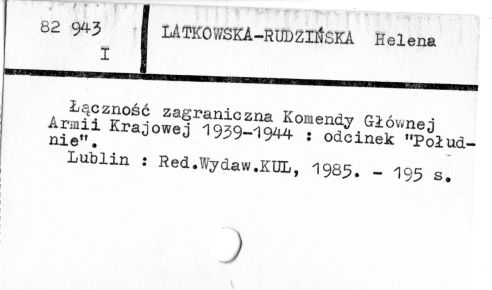 82 943
I
LATKOWSKA-RUDZIŃSKA Helena
Łączność zagraniczna Komendy Głównej
Armii Krajowej 1939-1944 : odcinek "Połud-
nie".
Lublin : Red.Wydaw.KUL, 1985. - 195 s.